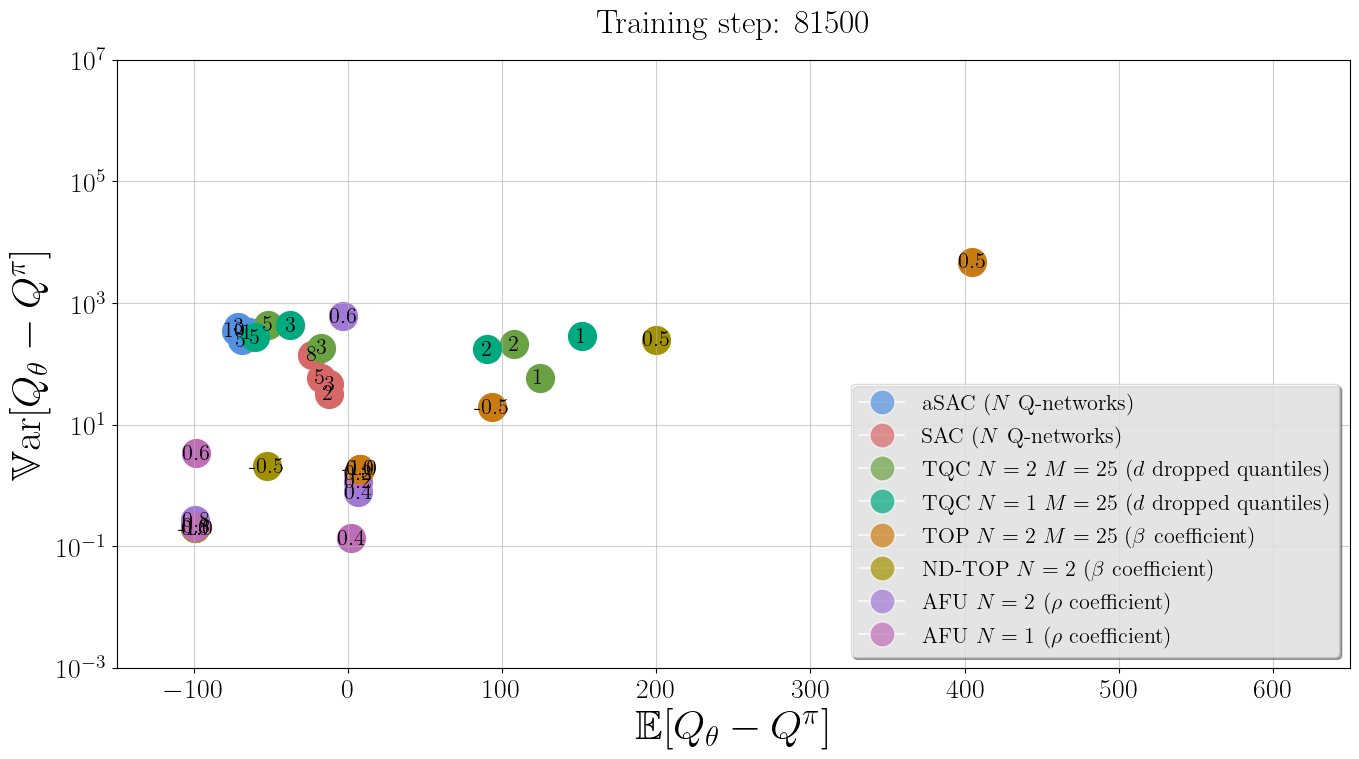 Training step: 81500
10^7
10^5
10^3
10^1
10^{-1}
10^{-3}
𝕍ar[Q_θ − Q^π]
0.5
0.6
5
3
3
5
5
3
8
5
3
2
2
2
1
1
0.5
-0.5
0.6
-0.5
0.4
0.4
0.8
aSAC (N Q-networks)
SAC (N Q-networks)
TQC N = 2 M = 25 (d dropped quantiles)
TQC N = 1 M = 25 (d dropped quantiles)
TOP N = 2 M = 25 (β coefficient)
ND-TOP N = 2 (β coefficient)
AFU N = 2 (ρ coefficient)
AFU N = 1 (ρ coefficient)
−100 0 100 200 300 400 500 600
𝔼[Q_θ − Q^π]